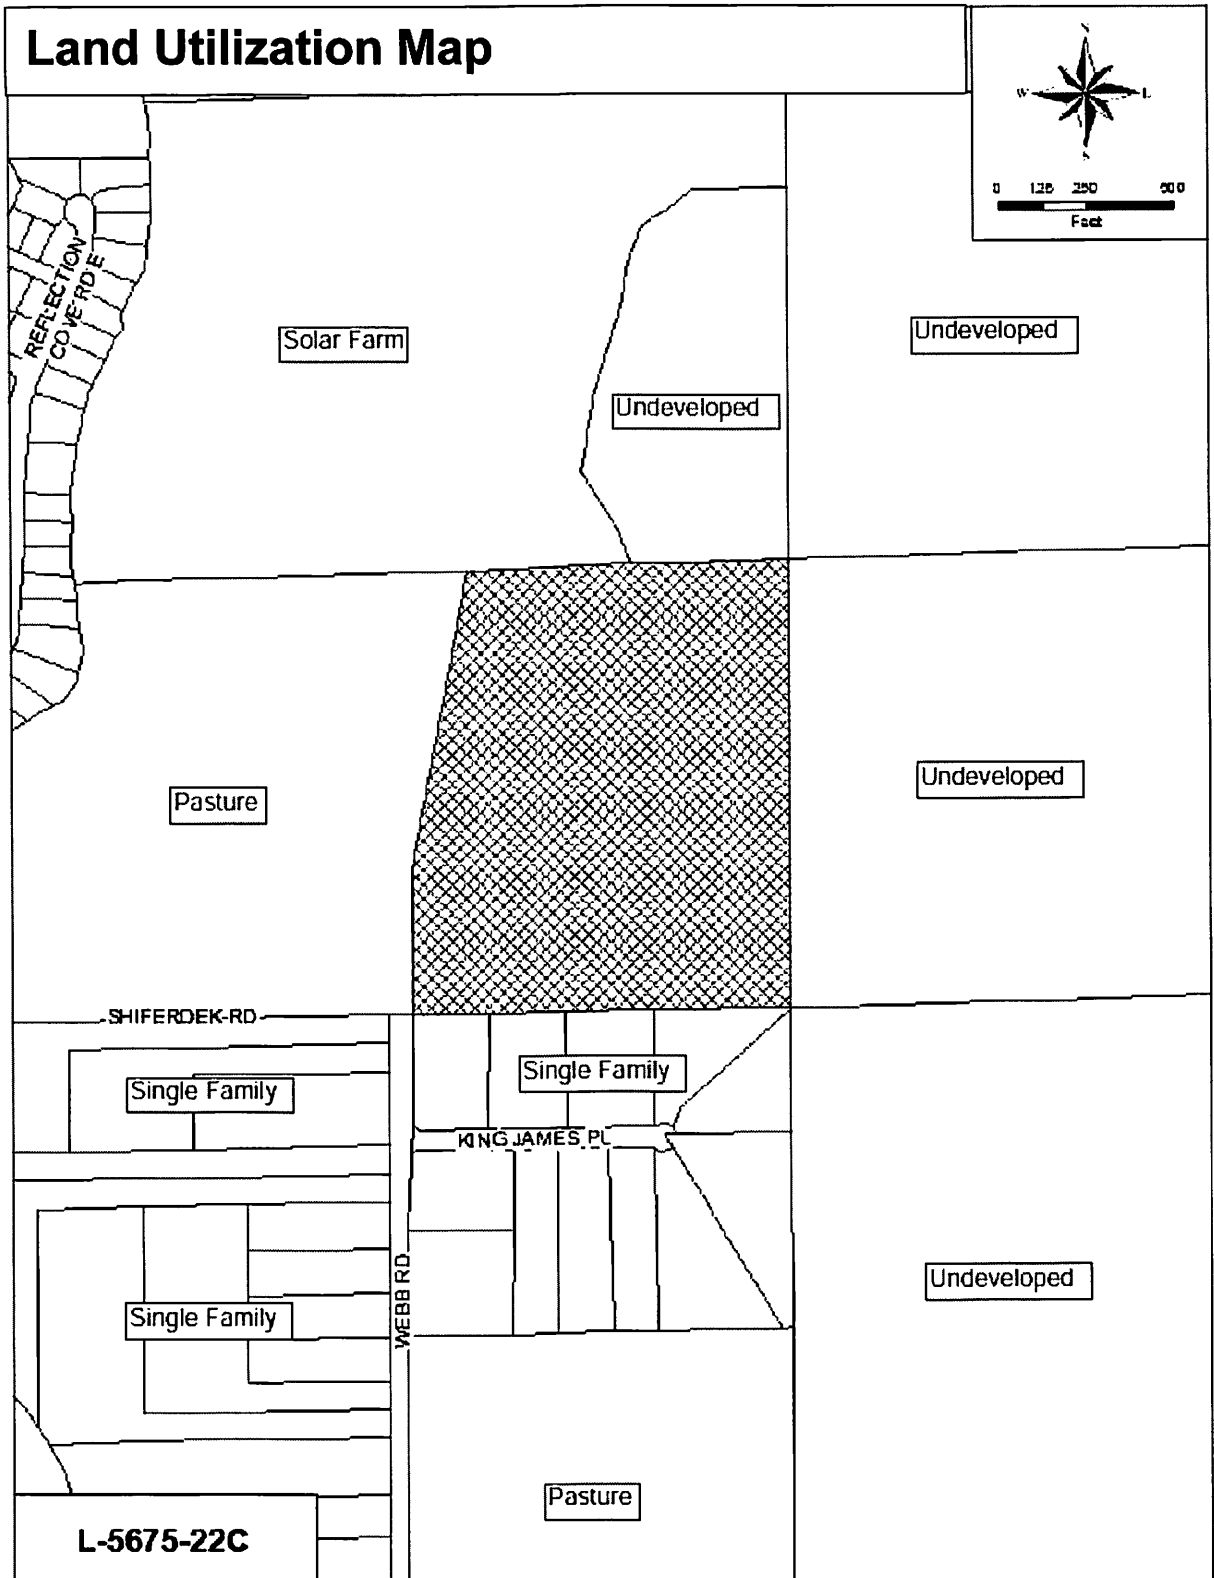 Land Utilization Map
N
W
S
0 125 250 500
Feet
REFLECTION
COVE RD E
Solar Farm
Undeveloped
Undeveloped
Pasture
Undeveloped
SHIFERDEK RD
Single Family
Single Family
KING JAMES PL
WEBB RD
Undeveloped
Single Family
Pasture
L-5675-22C